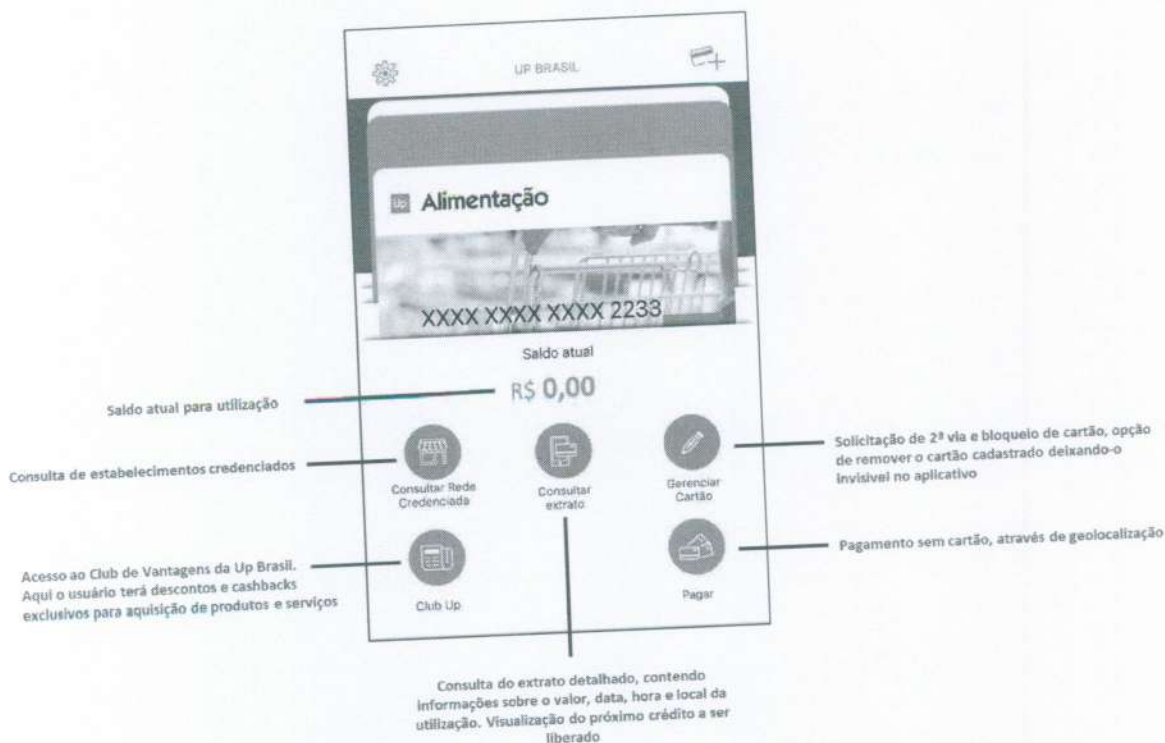 UP BRASIL
Up Alimentação
XXXX XXXX XXXX 2233
Saldo atual
R$ 0,00
Saldo atual para utilização
Consulta de estabelecimentos credenciados
Consultar Rede
Credenciada
Consultar
extrato
Gerenciar
Cartão
Solicitação de 2ª via e bloqueio de cartão, opção
de remover o cartão cadastrado deixando-o
invisível no aplicativo
Acesso ao Club de Vantagens da Up Brasil.
Aqui o usuário terá descontos e cashbacks
exclusivos para aquisição de produtos e serviços
Club Up
Pagar
Pagamento sem cartão, através de geolocalização
Consulta do extrato detalhado, contendo
informações sobre o valor, data, hora e local da
utilização. Visualização do próximo crédito a ser
liberado